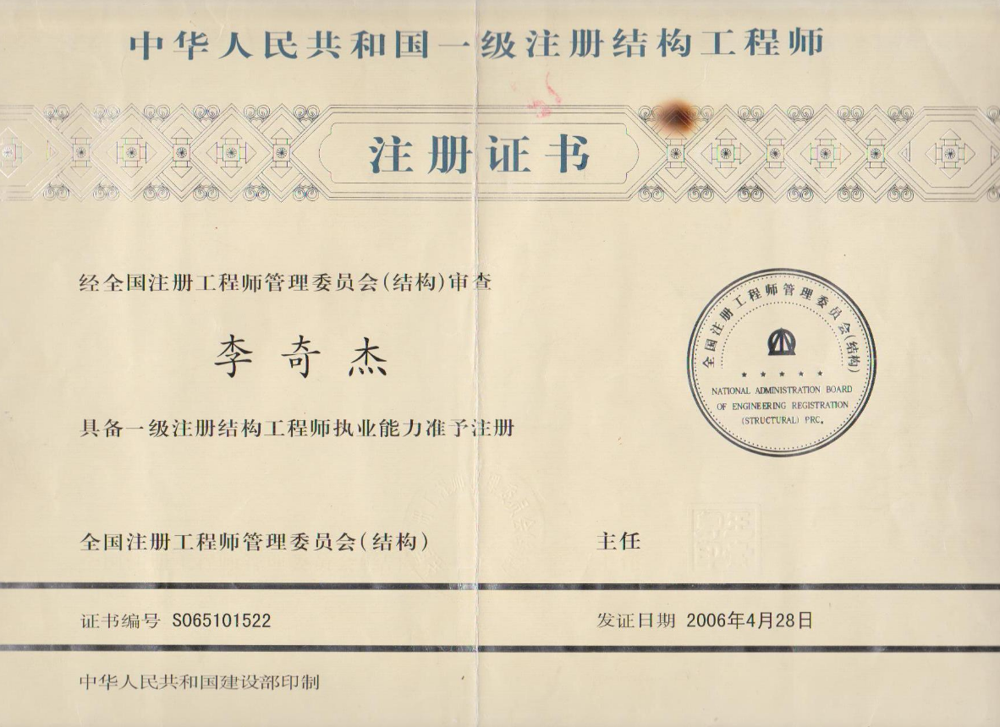 中华人民共和国一级注册结构工程师
注册证书
经全国注册工程师管理委员会(结构)审查
李奇杰
具备一级注册结构工程师执业能力准予注册
全国注册工程师管理委员会(结构)
NATIONAL ADMINISTRATION BOARD
OF ENGINEERING REGISTRATION
(STRUCTURAL) PRC.
全国注册工程师管理委员会(结构)
主任
证书编号 S065101522
发证日期 2006年4月28日
中华人民共和国建设部印制